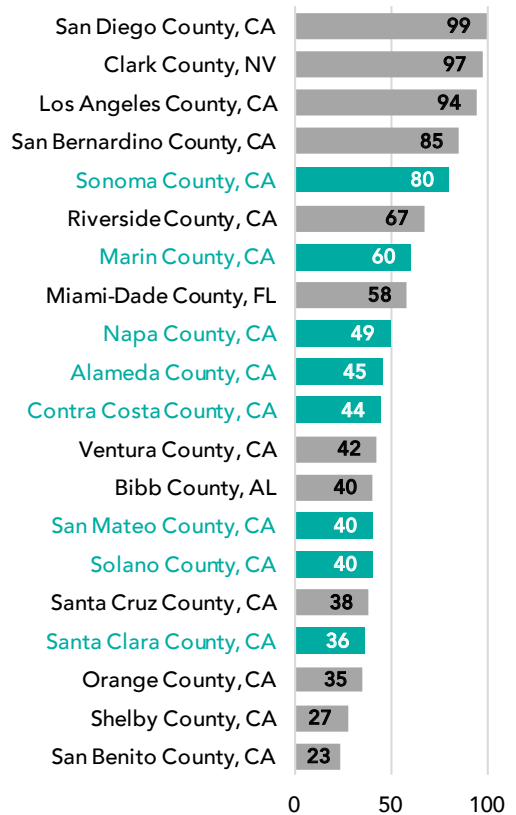 San Diego County, CA 99
Clark County, NV 97
Los Angeles County, CA 94
San Bernardino County, CA 85
Sonoma County, CA 80
Riverside County, CA 67
Marin County, CA 60
Miami-Dade County, FL 58
Napa County, CA 49
Alameda County, CA 45
Contra Costa County, CA 44
Ventura County, CA 42
Bibb County, AL 40
San Mateo County, CA 40
Solano County, CA 40
Santa Cruz County, CA 38
Santa Clara County, CA 36
Orange County, CA 35
Shelby County, CA 27
San Benito County, CA 23
0 50 100